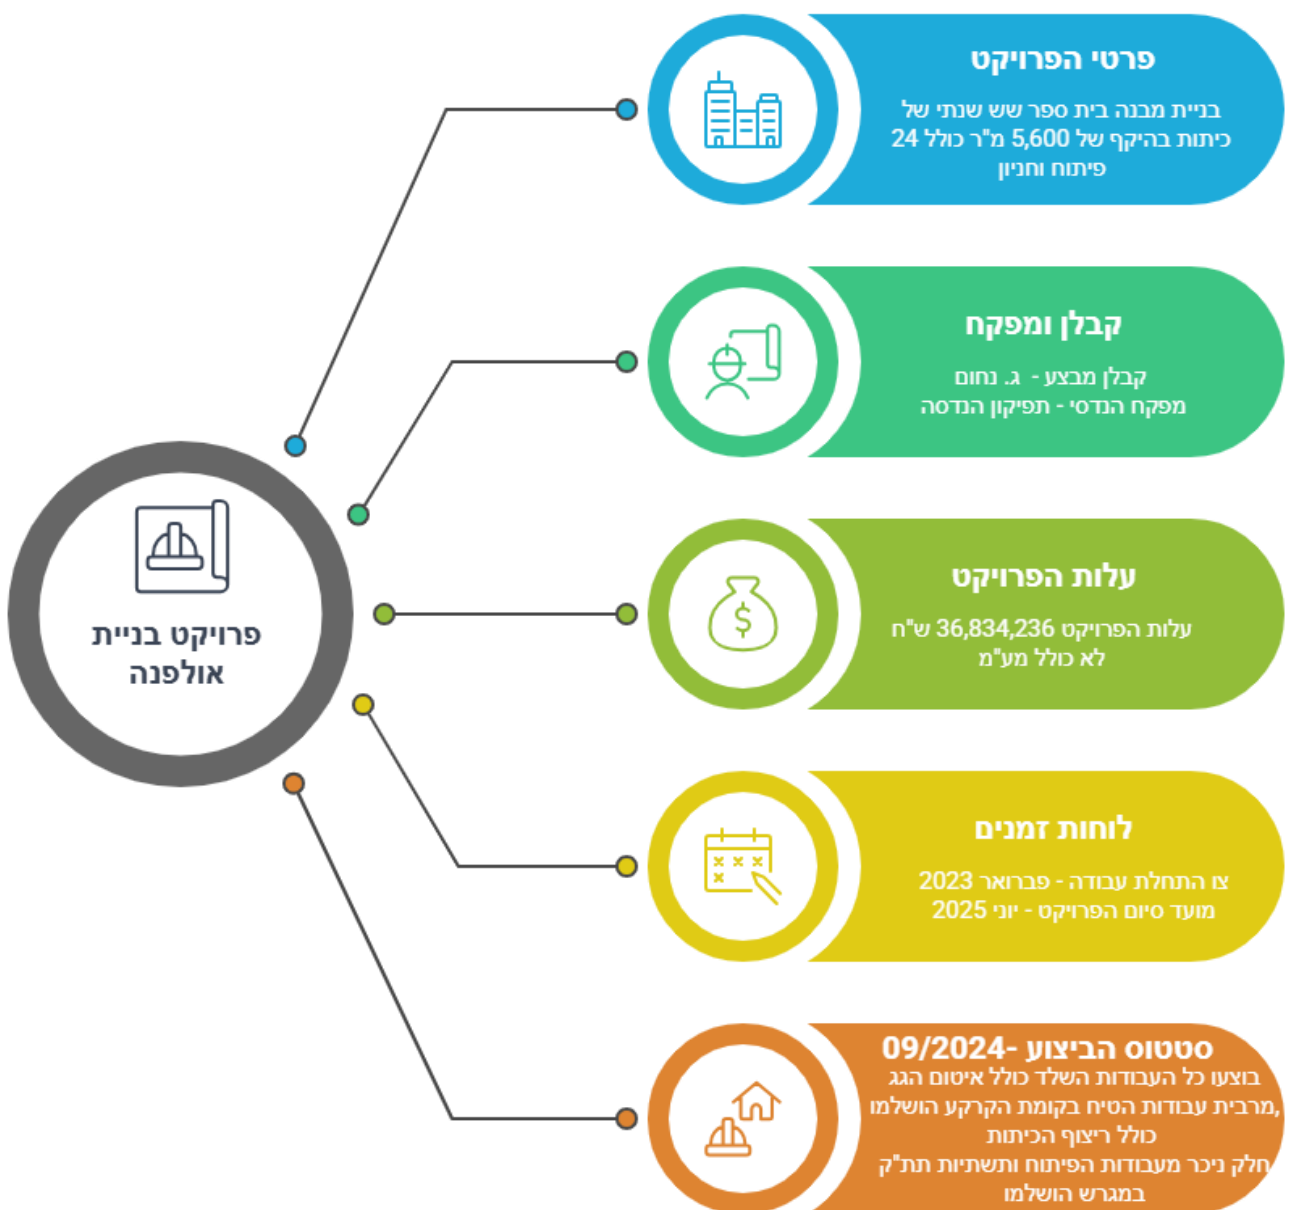 פרויקט בניית
אולפנה
פרטי הפרויקט
בניית מבנה בית ספר שש שנתי של
כיתות בהיקף של 5,600 מ"ר כולל 24
פיתוח וחניון
קבלן ומפקח
קבלן מבצע - ג. נחום
מפקח הנדסי - תפיקון הנדסה
עלות הפרויקט
עלות הפרויקט 36,834,236 ש"ח
לא כולל מע"מ
לוחות זמנים
צו התחלת עבודה - פברואר 2023
מועד סיום הפרויקט - יוני 2025
סטטוס הביצוע -09/2024
בוצעו כל העבודות השלד כולל איטום הגג
,מרבית עבודות הטיח בקומת הקרקע הושלמו
כולל ריצוף הכיתות
חלק ניכר מעבודות הפיתוח ותשתיות תת"ק
במגרש הושלמו